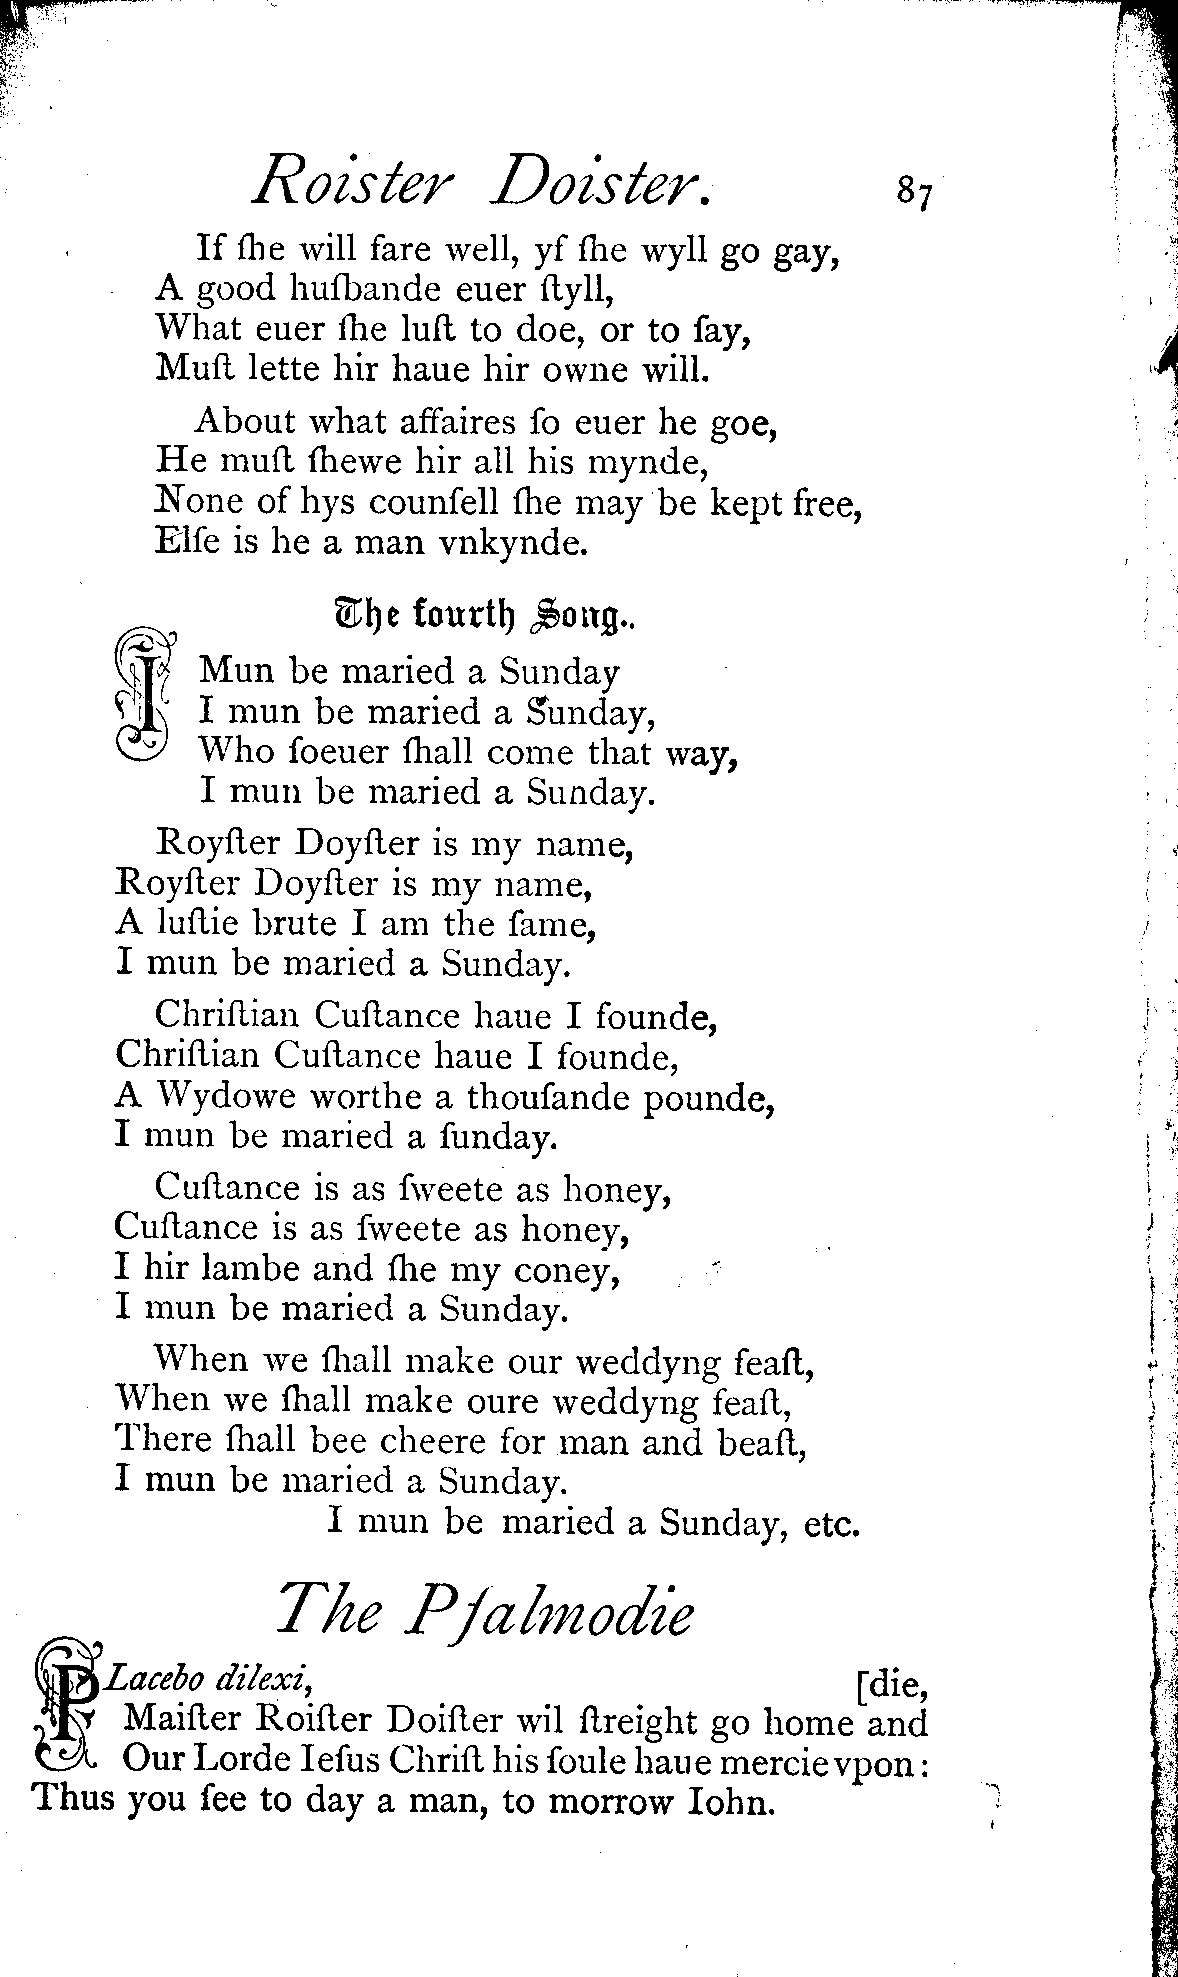 Roister Doister. 87
If ſhe will fare well, yf ſhe wyll go gay,
A good huſbande euer ſtyll,
What euer ſhe luſt to doe, or to ſay,
Muſt lette hir haue hir owne will.
About what affaires ſo euer he goe,
He muſt ſhewe hir all his mynde,
None of hys counſell ſhe may be kept free,
Elſe is he a man vnkynde.
The fourth Song..
I Mun be maried a Sunday
I mun be maried a Sunday,
Who ſoeuer ſhall come that way,
I mun be maried a Sunday.
Royſter Doyſter is my name,
Royſter Doyſter is my name,
A luſtie brute I am the ſame,
I mun be maried a Sunday.
Chriſtian Cuſtance haue I founde,
Chriſtian Cuſtance haue I founde,
A Wydowe worthe a thouſande pounde,
I mun be maried a ſunday.
Cuſtance is as ſweete as honey,
Cuſtance is as ſweete as honey,
I hir lambe and ſhe my coney,
I mun be maried a Sunday.
When we ſhall make our weddyng feaſt,
When we ſhall make oure weddyng feaſt,
There ſhall bee cheere for man and beaſt,
I mun be maried a Sunday.
I mun be maried a Sunday, etc.
The Pſalmodie
PLacebo dilexi, [die,
Maiſter Roiſter Doiſter wil ſtreight go home and
Our Lorde Ieſus Chriſt his ſoule haue mercie vpon:
Thus you ſee to day a man, to morrow Iohn.